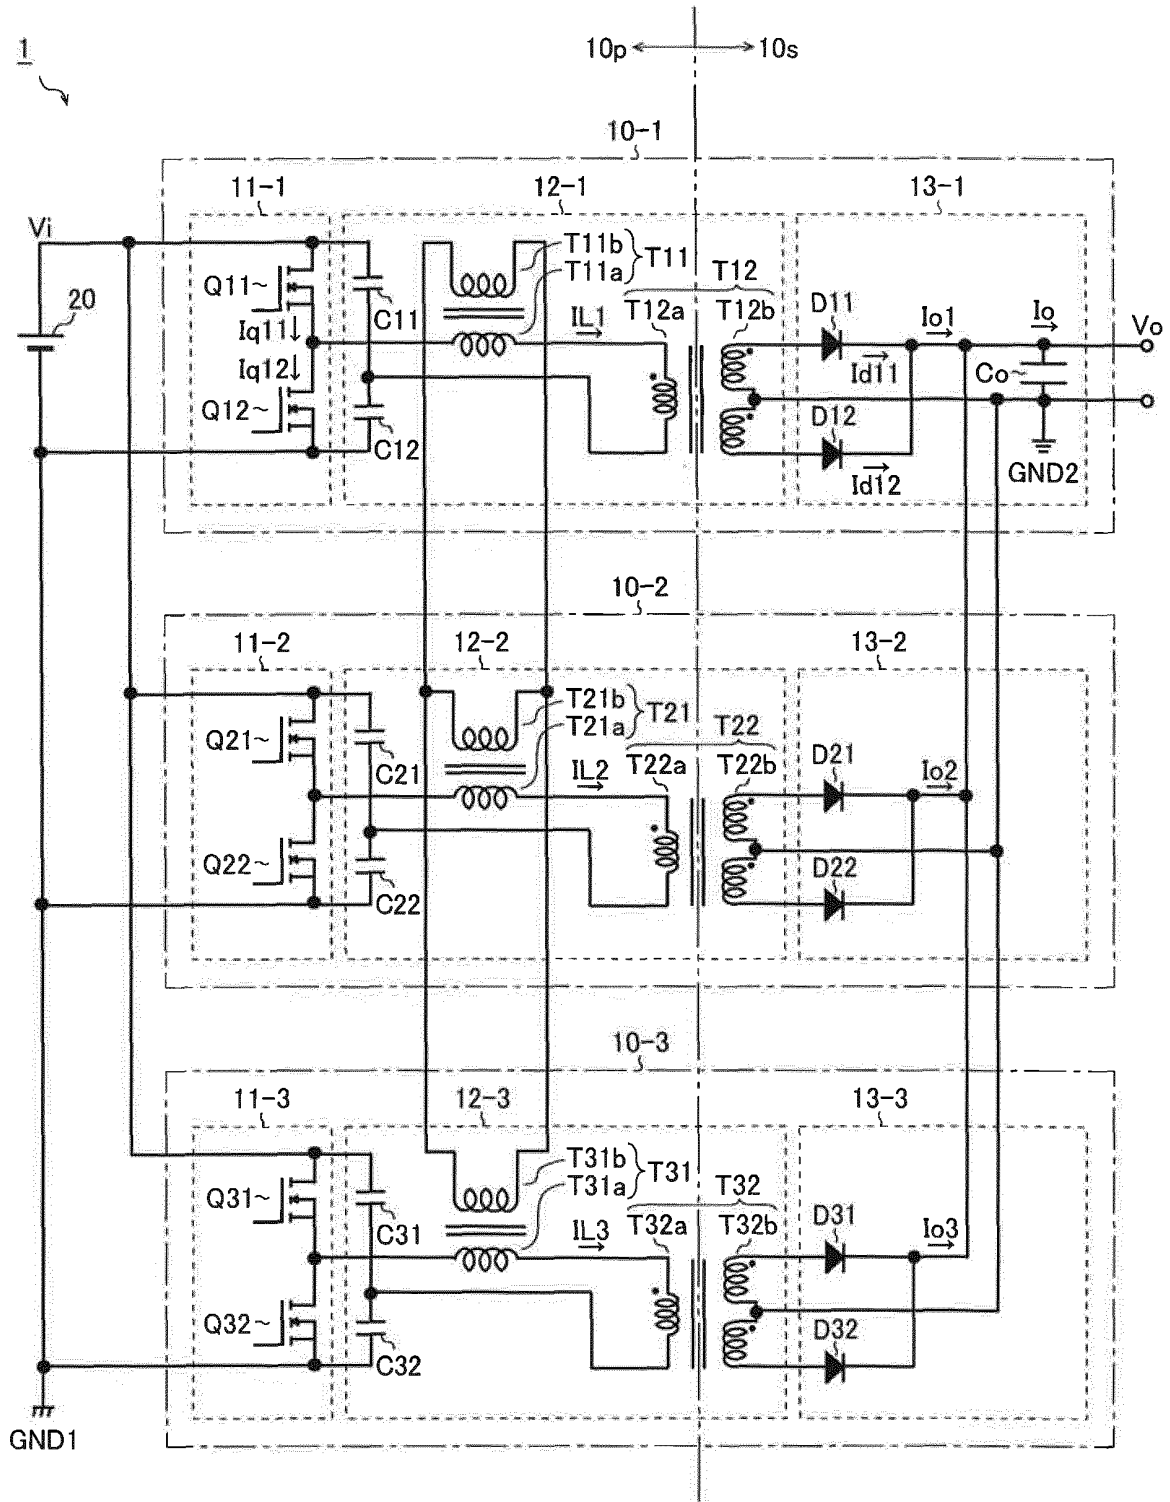 1
10p
10s
10-1
11-1
12-1
13-1
Vi
20
Q11~
Iq11↓
Iq12↓
Q12~
C11
C12
T11b
T11a
T11
IL1
T12
T12a
T12b
D11
Id11
D12
Id12
Io1
Io
Co~
Vo
GND2
10-2
11-2
12-2
13-2
Q21~
Q22~
C21
C22
T21b
T21a
T21
IL2
T22
T22a
T22b
D21
D22
Io2
10-3
11-3
12-3
13-3
Q31~
Q32~
C31
C32
T31b
T31a
T31
IL3
T32
T32a
T32b
D31
D32
Io3
GND1